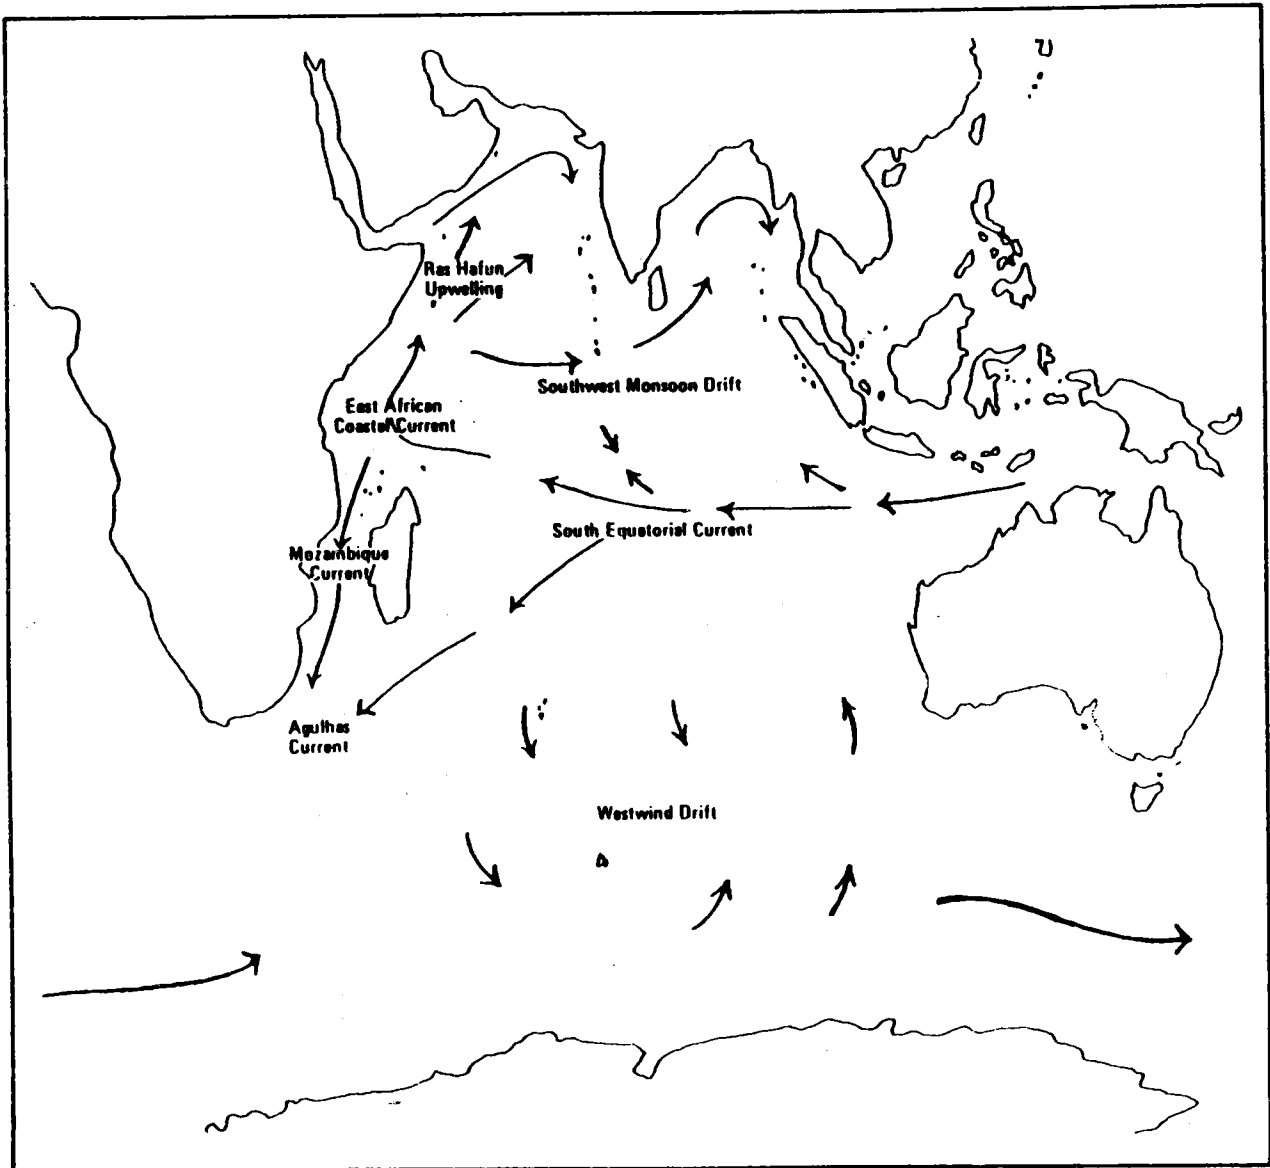 Ras Hafun
Upwelling
Southwest Monsoon Drift
East African
Coastal Current
South Equatorial Current
Mozambique
Current
Agulhas
Current
Westwind Drift